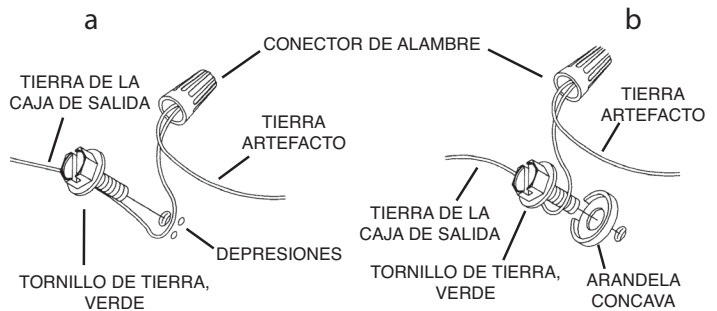 a
b
CONECTOR DE ALAMBRE
TIERRA DE LA
CAJA DE SALIDA
TIERRA
ARTEFACTO
TIERRA
ARTEFACTO
DEPRESIONES
TORNILLO DE TIERRA,
VERDE
TIERRA DE LA
CAJA DE SALIDA
TORNILLO DE TIERRA,
VERDE
ARANDELA
CONCAVA